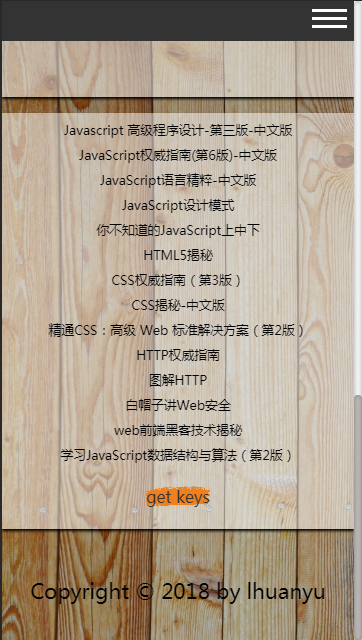 Javascript 高级程序设计-第三版-中文版
JavaScript权威指南(第6版)-中文版
JavaScript语言精粹-中文版
JavaScript设计模式
你不知道的JavaScript上中下
HTML5揭秘
CSS权威指南（第3版）
CSS揭秘-中文版
精通CSS：高级 Web 标准解决方案（第2版）
HTTP权威指南
图解HTTP
白帽子讲Web安全
web前端黑客技术揭秘
学习JavaScript数据结构与算法（第2版）
get keys
Copyright © 2018 by lhuanyu